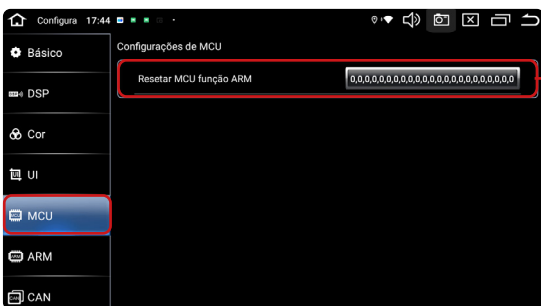 Configura 17:44
Básico
DSP
Cor
UI
MCU
ARM
CAN
Configurações de MCU
Resetar MCU função ARM
0,0,0,0,0,0,0,0,0,0,0,0,0,0,0,0,0,0,0,0,0,0,0